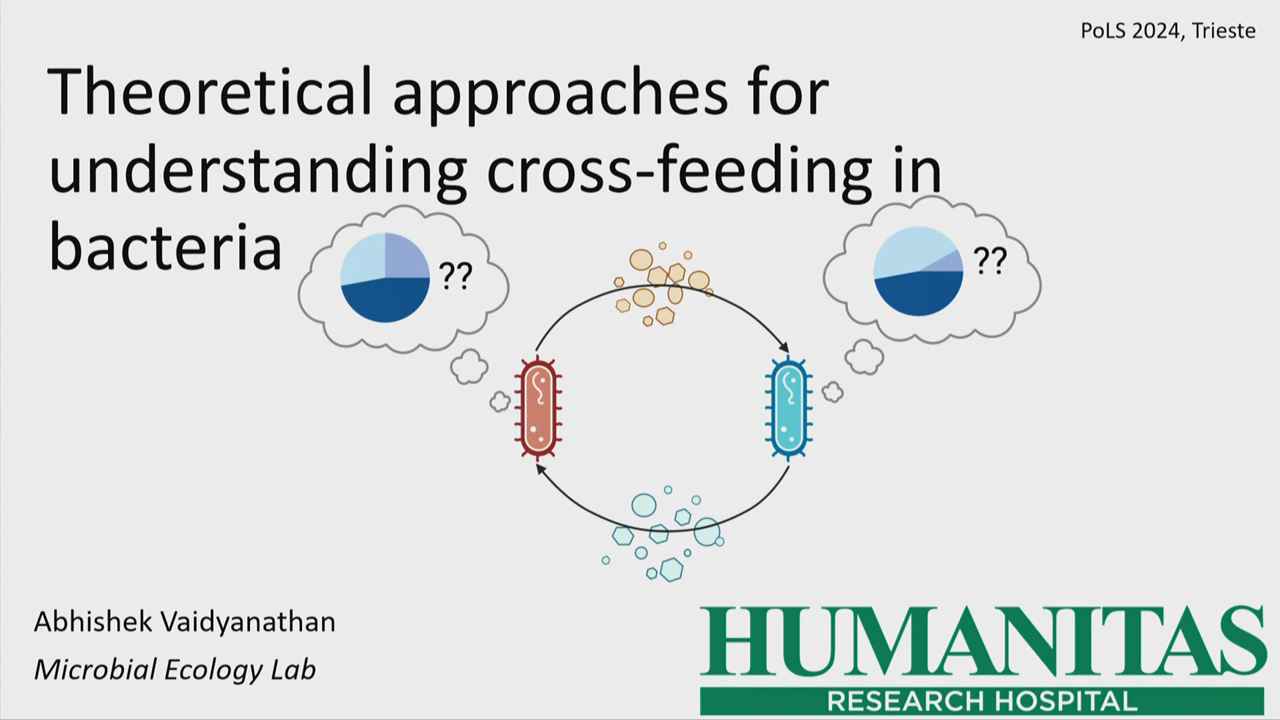 PoLS 2024, Trieste
Theoretical approaches for
understanding cross-feeding in
bacteria
??
??
Abhishek Vaidyanathan
Microbial Ecology Lab
HUMANITAS
RESEARCH HOSPITAL